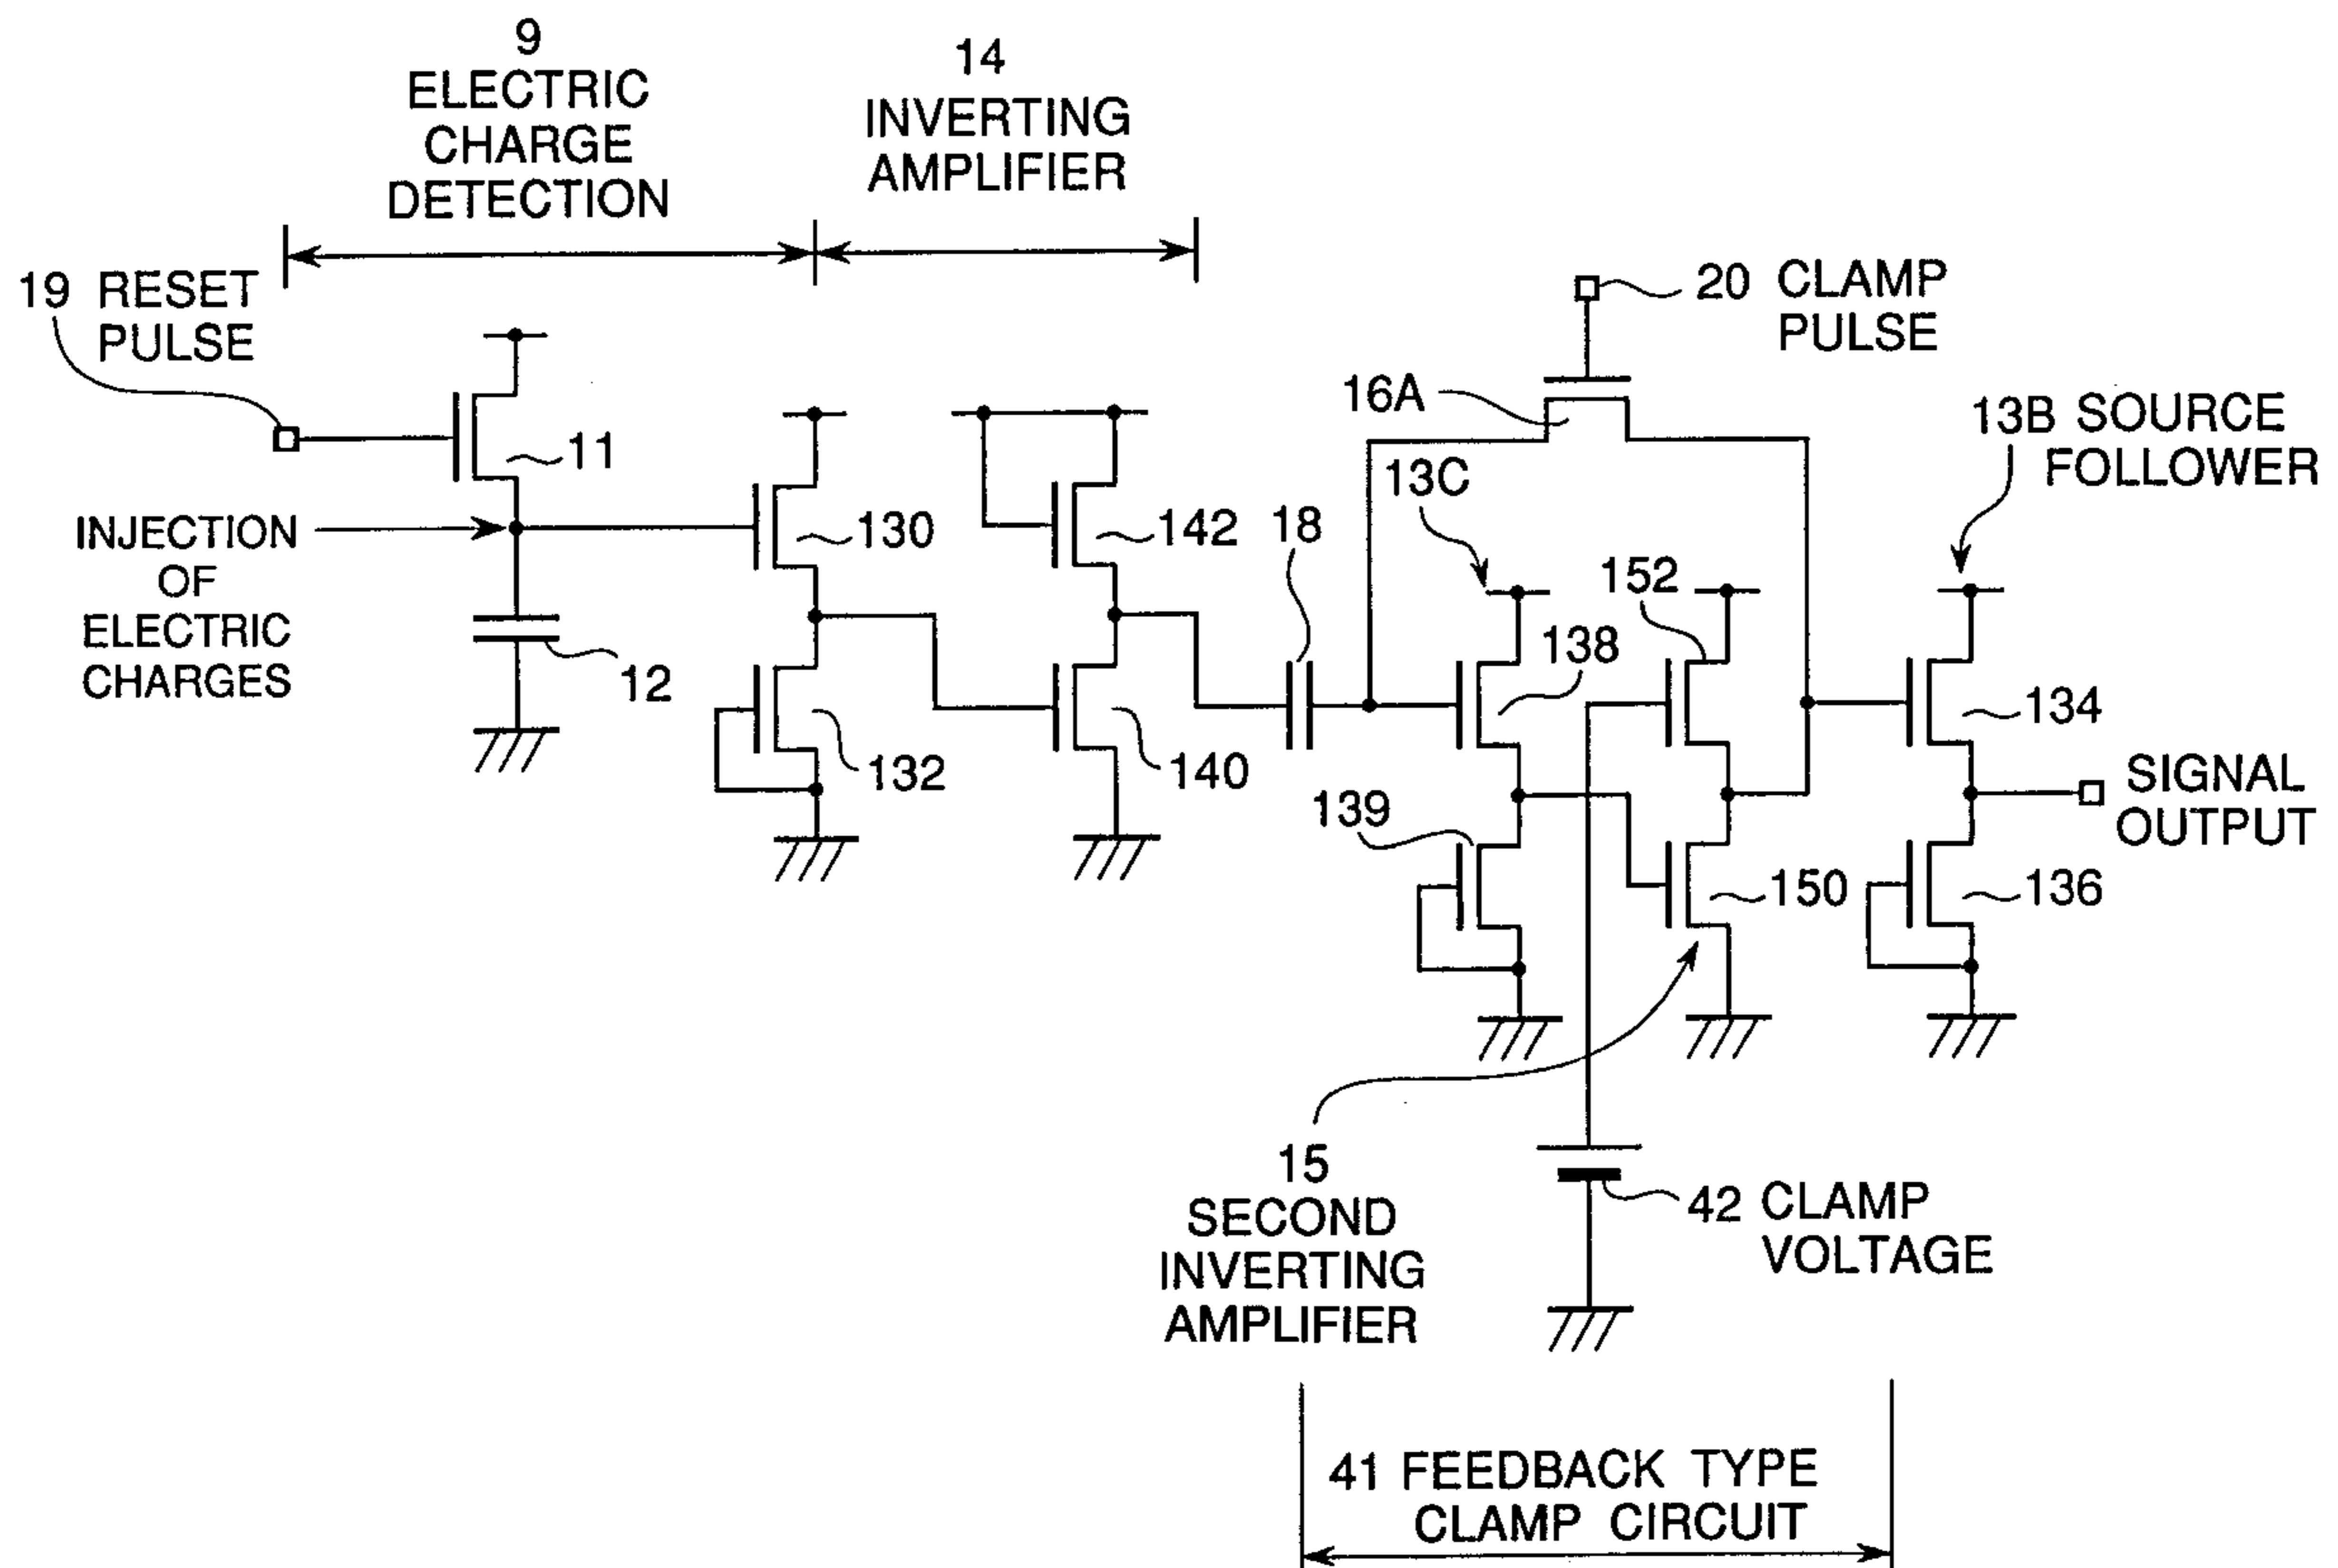 9
ELECTRIC
CHARGE
DETECTION
14
INVERTING
AMPLIFIER
19 RESET
PULSE
20 CLAMP
PULSE
16A
13B SOURCE
FOLLOWER
11
13C
INJECTION
OF
ELECTRIC
CHARGES
130
142
18
152
138
12
134
132
140
139
SIGNAL
OUTPUT
150
136
15
SECOND
INVERTING
AMPLIFIER
42 CLAMP
VOLTAGE
41 FEEDBACK TYPE
CLAMP CIRCUIT